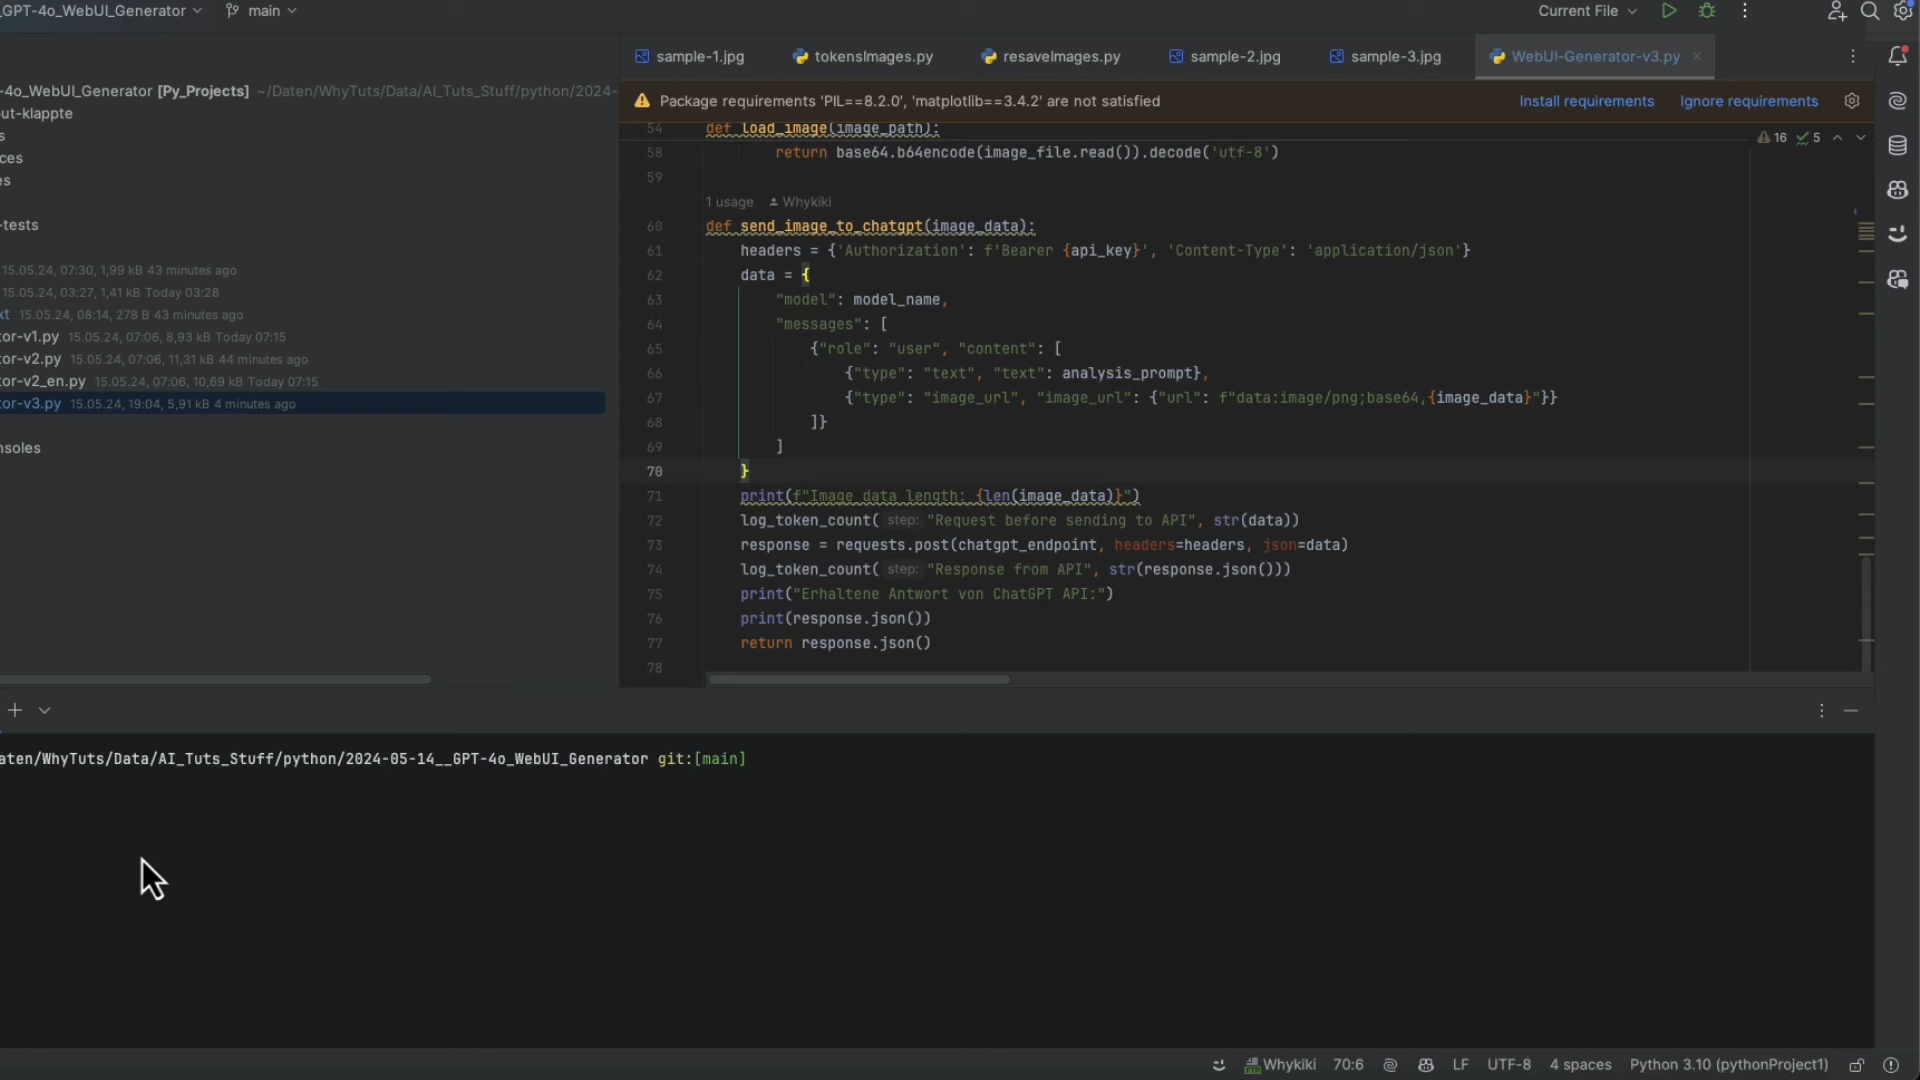 _GPT-4o_WebUI_Generator
main
Current File
-4o_WebUI_Generator [Py_Projects] ~/Daten/WhyTuts/Data/AI_Tuts_Stuff/python/2024-
ut-klappte
s
ces
es
-tests
15.05.24, 07:30, 1,99 kB 43 minutes ago
15.05.24, 03:27, 1,41 kB Today 03:28
xt 15.05.24, 08:14, 278 B 43 minutes ago
or-v1.py 15.05.24, 07:06, 8,93 kB Today 07:15
or-v2.py 15.05.24, 07:06, 11,31 kB 44 minutes ago
or-v2_en.py 15.05.24, 07:06, 10,69 kB Today 07:15
or-v3.py 15.05.24, 19:04, 5,91 kB 4 minutes ago
nsoles
sample-1.jpg
tokensImages.py
resaveImages.py
sample-2.jpg
sample-3.jpg
WebUI-Generator-v3.py
Package requirements 'PIL==8.2.0', 'matplotlib==3.4.2' are not satisfied
Install requirements
Ignore requirements
16 5
54 def load_image(image_path):
58 return base64.b64encode(image_file.read()).decode('utf-8')
59
1 usage Whykiki
60 def send_image_to_chatgpt(image_data):
61 headers = {'Authorization': f'Bearer {api_key}', 'Content-Type': 'application/json'}
62 data = {
63 "model": model_name,
64 "messages": [
65 {"role": "user", "content": [
66 {"type": "text", "text": analysis_prompt},
67 {"type": "image_url", "image_url": {"url": f"data:image/png;base64,{image_data}"}}
68 ]}
69 ]
70 }
71 print(f"Image data length: {len(image_data)}")
72 log_token_count( step: "Request before sending to API", str(data))
73 response = requests.post(chatgpt_endpoint, headers=headers, json=data)
74 log_token_count( step: "Response from API", str(response.json()))
75 print("Erhaltene Antwort von ChatGPT API:")
76 print(response.json())
77 return response.json()
78
aten/WhyTuts/Data/AI_Tuts_Stuff/python/2024-05-14__GPT-4o_WebUI_Generator git:[main]
Whykiki
70:6
LF
UTF-8
4 spaces
Python 3.10 (pythonProject1)